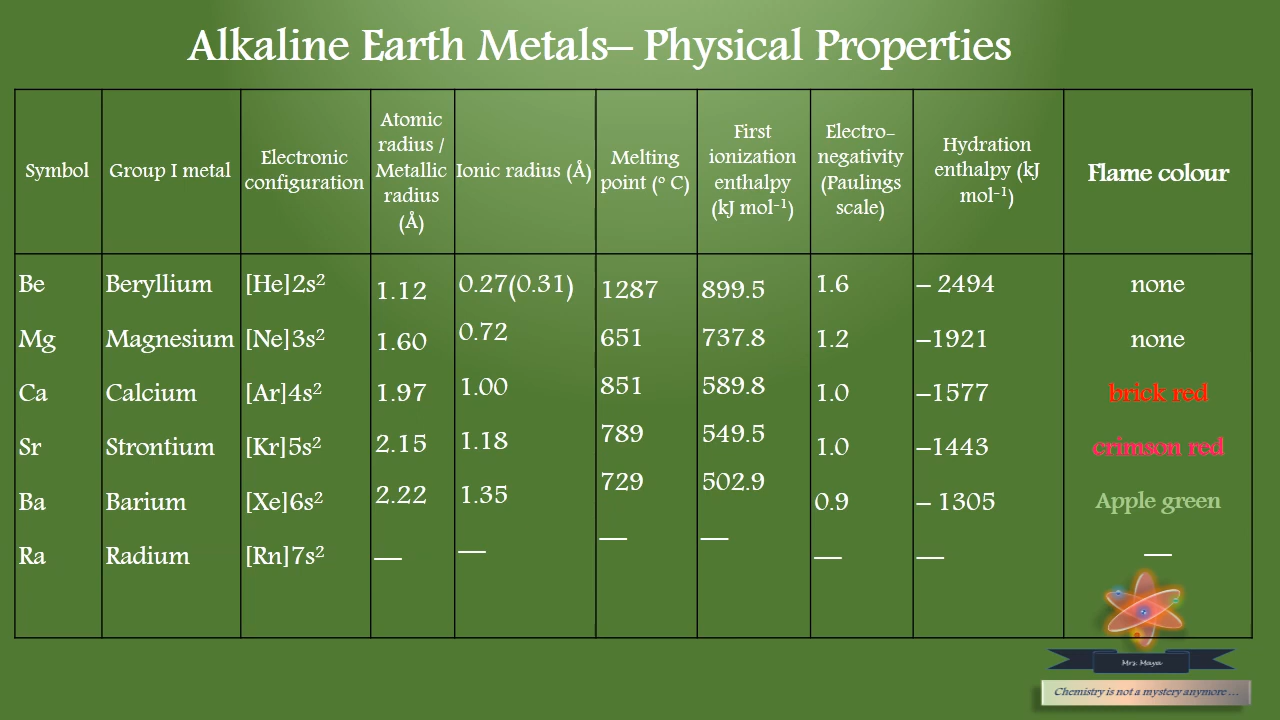 Alkaline Earth Metals– Physical Properties
Symbol
Group I metal
Electronic
configuration
Atomic
radius /
Metallic
radius
(Å)
Ionic radius (Å)
Melting
point (º C)
First
ionization
enthalpy
(kJ mol⁻¹)
Electro–
negativity
(Paulings
scale)
Hydration
enthalpy (kJ
mol⁻¹)
Flame colour
Be Beryllium [He]2s² 1.12 0.27(0.31) 1287 899.5 1.6 – 2494 none
Mg Magnesium [Ne]3s² 1.60 0.72 651 737.8 1.2 –1921 none
Ca Calcium [Ar]4s² 1.97 1.00 851 589.8 1.0 –1577 brick red
Sr Strontium [Kr]5s² 2.15 1.18 789 549.5 1.0 –1443 crimson red
Ba Barium [Xe]6s² 2.22 1.35 729 502.9 0.9 – 1305 Apple green
Ra Radium [Rn]7s² — — — — — — —
Mrs. Maya
Chemistry is not a mystery anymore ...